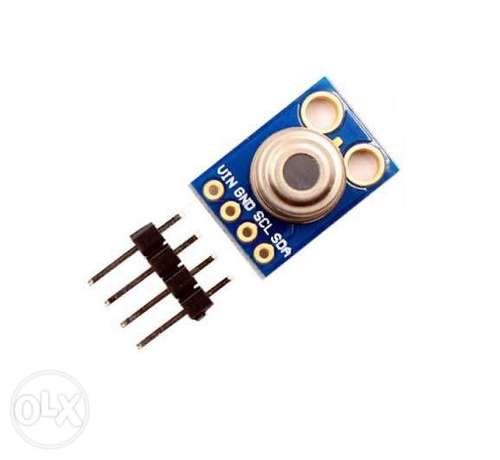 VIN GND SCL SDA
OLX